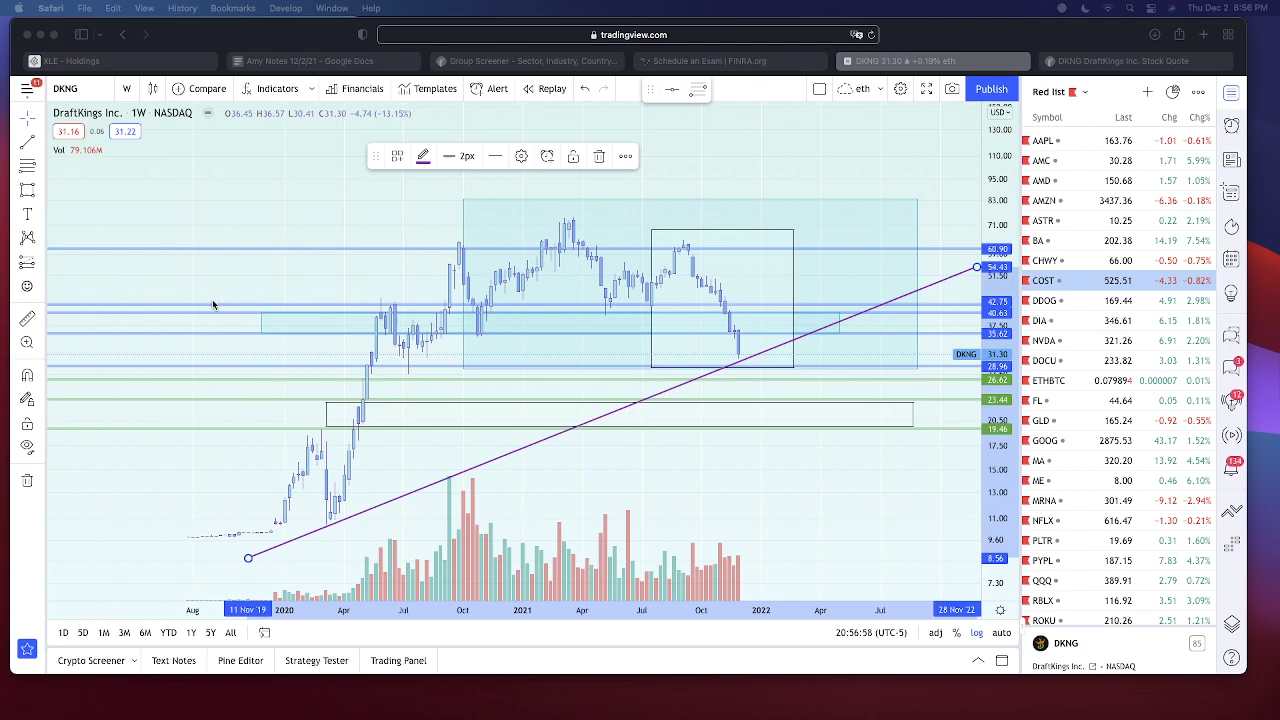 Safari File Edit View History Bookmarks Develop Window Help Thu Dec 2 8:56 PM
tradingview.com
XLE - Holdings Amy Notes 12/2/21 - Google Docs Group Screener - Sector, Industry, Country... Schedule an Exam | FINRA.org DKNG 31.30 ▲ +0.19% eth DKNG DraftKings Inc. Stock Quote
DKNG W Compare Indicators Financials Templates Alert Replay eth Publish
Red list
DraftKings Inc. · 1W · NASDAQ O36.45 H36.57 L30.41 C31.30 -4.74 (-13.15%)
31.16 0.06 31.22
Vol 79.106M
2px
USD
130.00
110.00
95.00
83.00
71.00
60.90
54.43
51.50
42.75
40.63
37.50
35.62
DKNG 31.30
28.96
26.62
23.44
20.50
19.46
17.50
15.00
13.00
11.00
9.60
8.56
7.30
Aug 11 Nov '19 2020 Apr Jul Oct 2021 Apr Jul Oct 2022 Apr Jul 28 Nov '22
1D 5D 1M 3M 6M YTD 1Y 5Y All 20:56:58 (UTC-5) adj % log auto
Crypto Screener Text Notes Pine Editor Strategy Tester Trading Panel
Symbol Last Chg Chg%
AAPL 163.76 -1.01 -0.61%
AMC 30.28 1.71 5.99%
AMD 150.68 1.57 1.05%
AMZN 3437.36 -6.36 -0.18%
ASTR 10.25 0.22 2.19%
BA 202.38 14.19 7.54%
CHWY 66.00 -0.50 -0.75%
COST 525.51 -4.33 -0.82%
DDOG 169.44 4.91 2.98%
DIA 346.61 6.15 1.81%
NVDA 321.26 6.91 2.20%
DOCU 233.82 3.03 1.31%
ETHBTC 0.079894 0.000007 0.01%
FL 44.64 0.05 0.11%
GLD 165.24 -0.92 -0.55%
GOOG 2875.53 43.17 1.52%
MA 320.20 13.92 4.54%
ME 8.00 0.46 6.10%
MRNA 301.49 -9.12 -2.94%
NFLX 616.47 -1.30 -0.21%
PLTR 19.69 0.31 1.60%
PYPL 187.15 7.83 4.37%
QQQ 389.91 2.79 0.72%
RBLX 116.92 3.51 3.09%
ROKU 210.26 2.51 1.21%
DKNG 85
DraftKings Inc. · NASDAQ
3
12
134